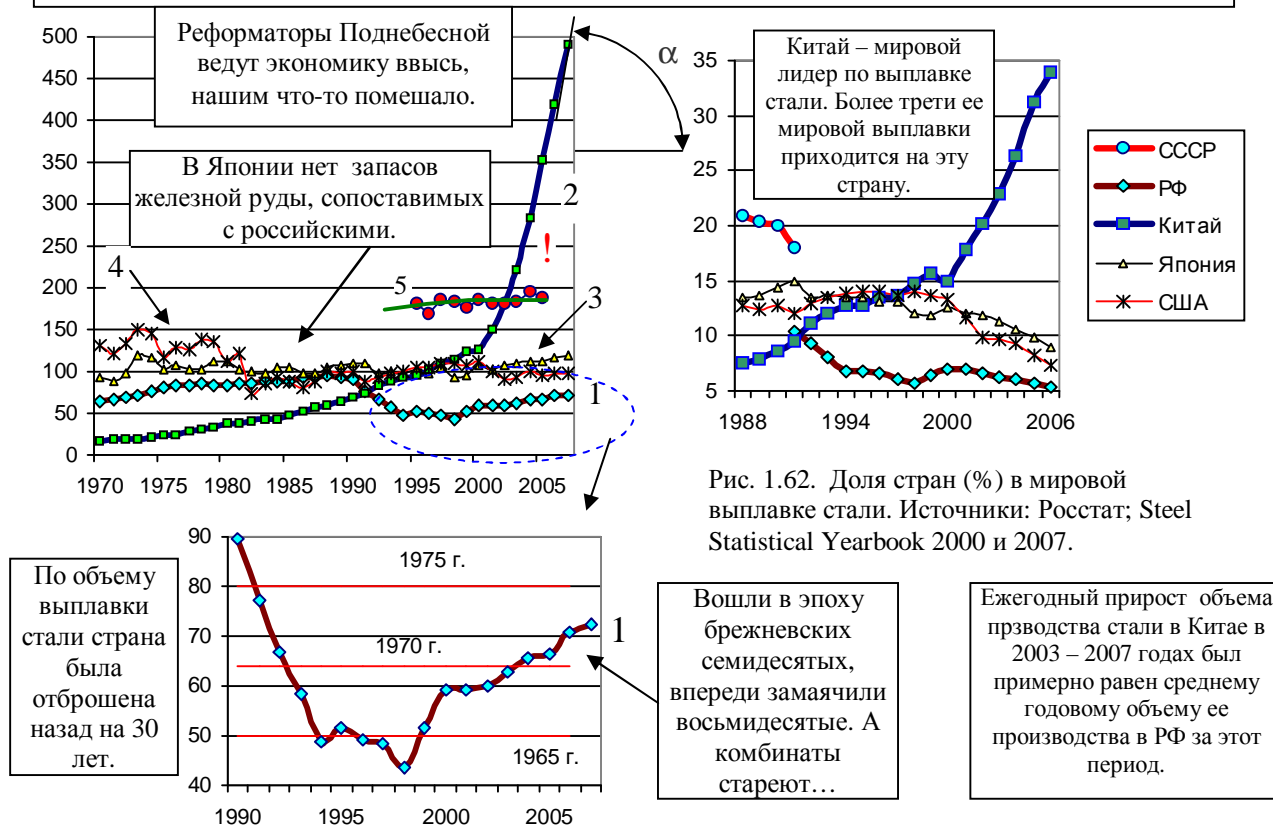 Реформаторы Поднебесной
ведут экономику ввысь,
нашим что-то помешало.
В Японии нет запасов
железной руды, сопоставимых
с российскими.
500
450
400
350
300
250
200
150
100
50
0
1970 1975 1980 1985 1990 1995 2000 2005
α
2
!
5
4
3
1
Китай – мировой
лидер по выплавке
стали. Более трети ее
мировой выплавки
приходится на эту
страну.
35
30
25
20
15
10
5
1988 1994 2000 2006
СССР
РФ
Китай
Япония
США
Рис. 1.62. Доля стран (%) в мировой
выплавке стали. Источники: Росстат; Steel
Statistical Yearbook 2000 и 2007.
По объему
выплавки
стали страна
была
отброшена
назад на 30
лет.
90
80
70
60
50
40
1990 1995 2000 2005
1975 г.
1970 г.
1965 г.
1
Вошли в эпоху
брежневских
семидесятых,
впереди замаячили
восьмидесятые. А
комбинаты
стареют…
Ежегодный прирост объема
прзводства стали в Китае в
2003 – 2007 годах был
примерно равен среднему
годовому объему ее
производства в РФ за этот
период.